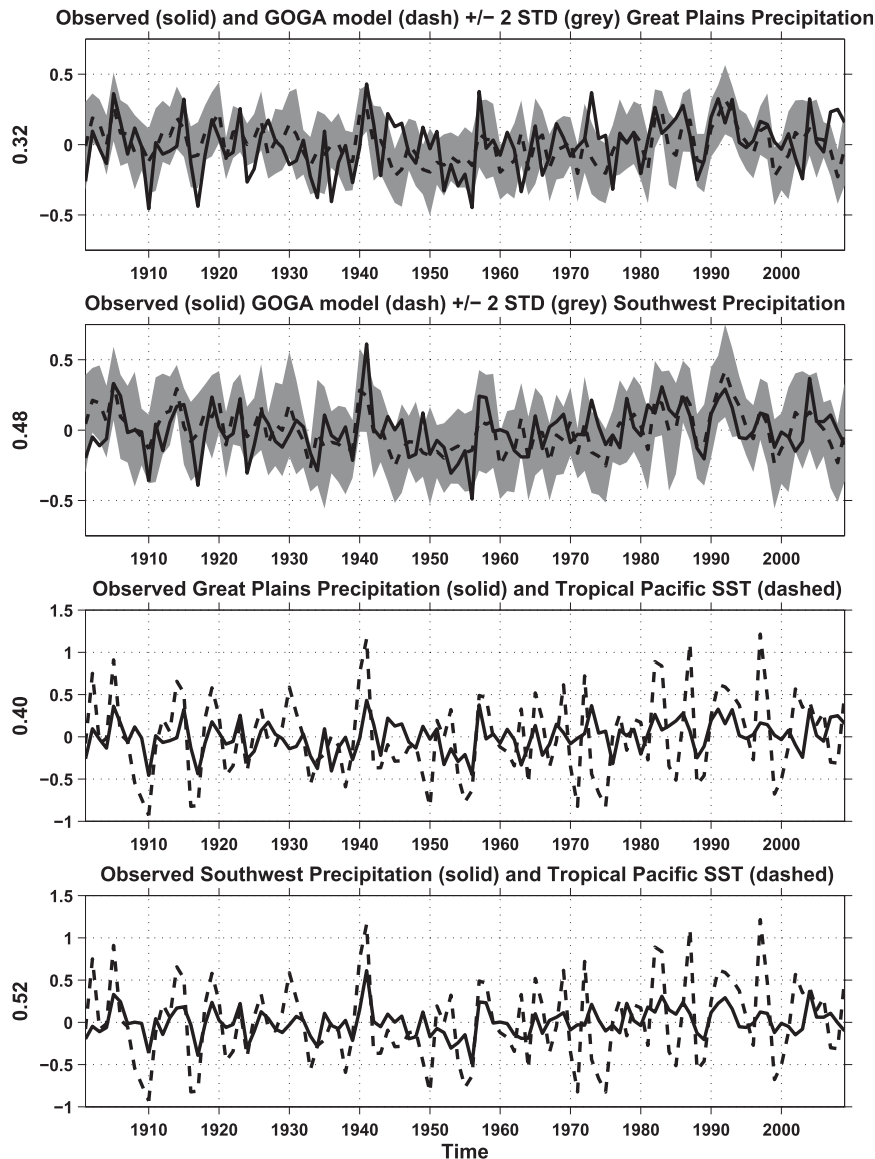 Observed (solid) and GOGA model (dash) +/− 2 STD (grey) Great Plains Precipitation
0.5
0
−0.5
0.32
1910 1920 1930 1940 1950 1960 1970 1980 1990 2000
Observed (solid) GOGA model (dash) +/− 2 STD (grey) Southwest Precipitation
0.5
0
−0.5
0.48
1910 1920 1930 1940 1950 1960 1970 1980 1990 2000
Observed Great Plains Precipitation (solid) and Tropical Pacific SST (dashed)
1.5
1
0.5
0
−0.5
−1
0.40
1910 1920 1930 1940 1950 1960 1970 1980 1990 2000
Observed Southwest Precipitation (solid) and Tropical Pacific SST (dashed)
1.5
1
0.5
0
−0.5
−1
0.52
1910 1920 1930 1940 1950 1960 1970 1980 1990 2000
Time